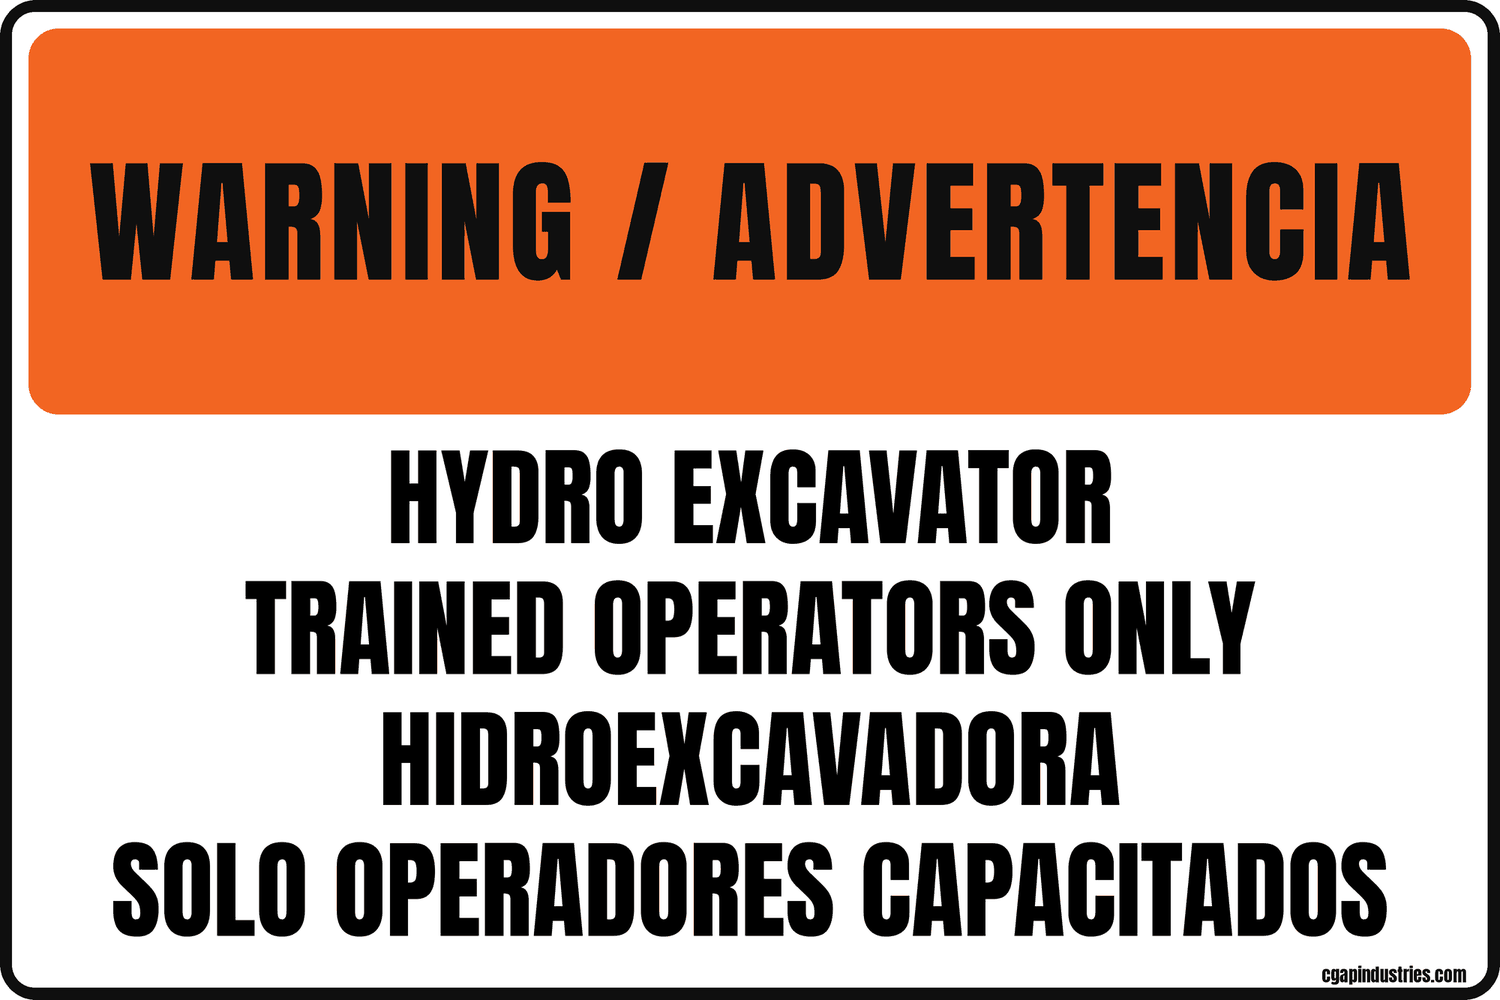 WARNING / ADVERTENCIA
HYDRO EXCAVATOR
TRAINED OPERATORS ONLY
HIDROEXCAVADORA
SOLO OPERADORES CAPACITADOS
cgapindustries.com